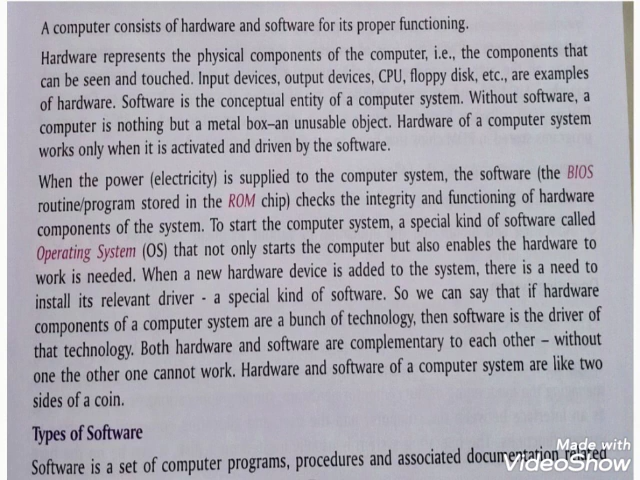 A computer consists of hardware and software for its proper functioning.
Hardware represents the physical components of the computer, i.e., the components that
can be seen and touched. Input devices, output devices, CPU, floppy disk, etc., are examples
of hardware. Software is the conceptual entity of a computer system. Without software, a
computer is nothing but a metal box–an unusable object. Hardware of a computer system
works only when it is activated and driven by the software.
When the power (electricity) is supplied to the computer system, the software (the BIOS
routine/program stored in the ROM chip) checks the integrity and functioning of hardware
components of the system. To start the computer system, a special kind of software called
Operating System (OS) that not only starts the computer but also enables the hardware to
work is needed. When a new hardware device is added to the system, there is a need to
install its relevant driver - a special kind of software. So we can say that if hardware
components of a computer system are a bunch of technology, then software is the driver of
that technology. Both hardware and software are complementary to each other – without
one the other one cannot work. Hardware and software of a computer system are like two
sides of a coin.
Types of Software
Software is a set of computer programs, procedures and associated documentation related
Made with
VideoShow